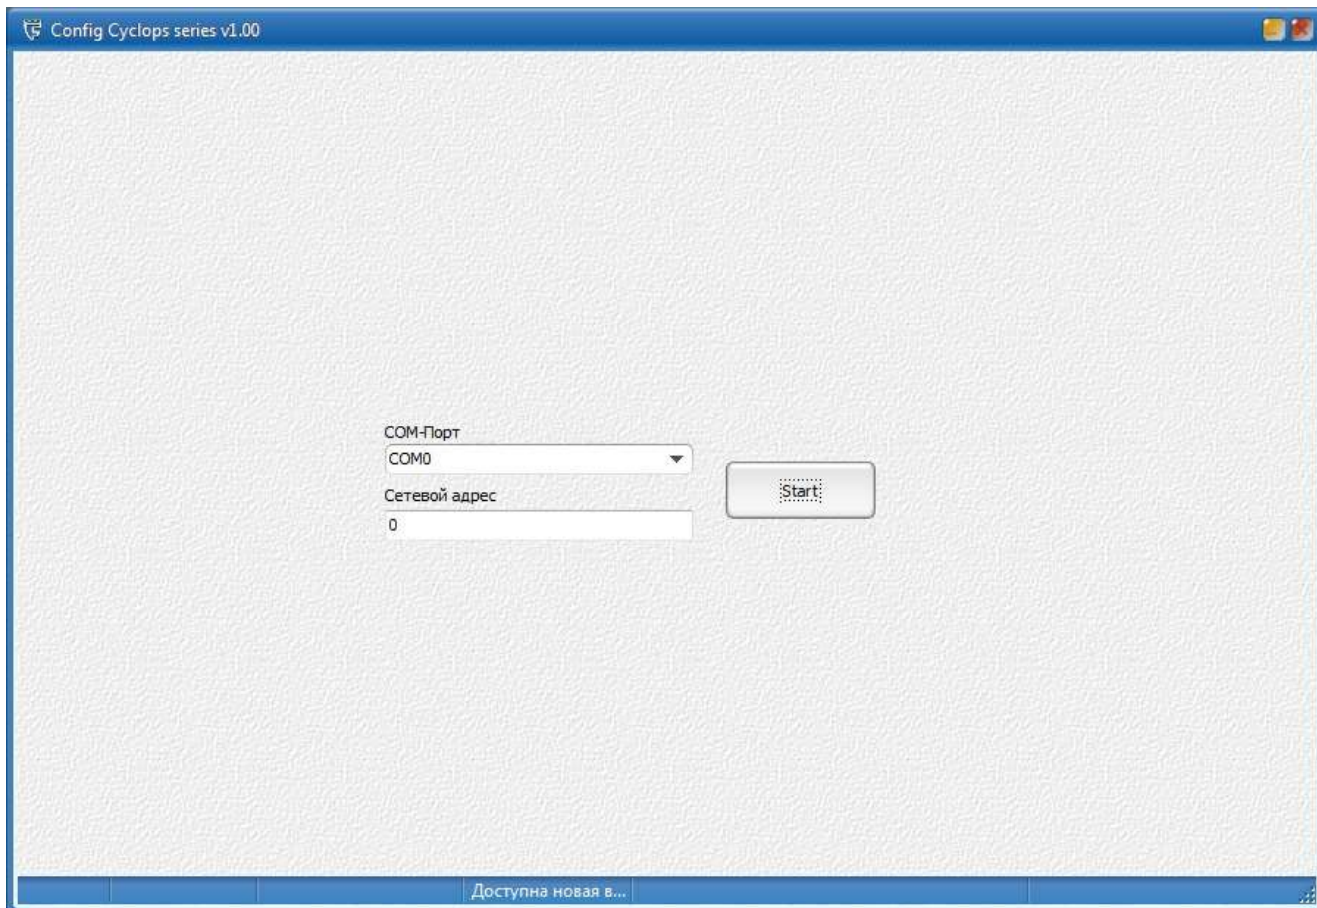 Config Cyclops series v1.00
COM-Порт
COM0
Сетевой адрес
0
Start
Доступна новая в...